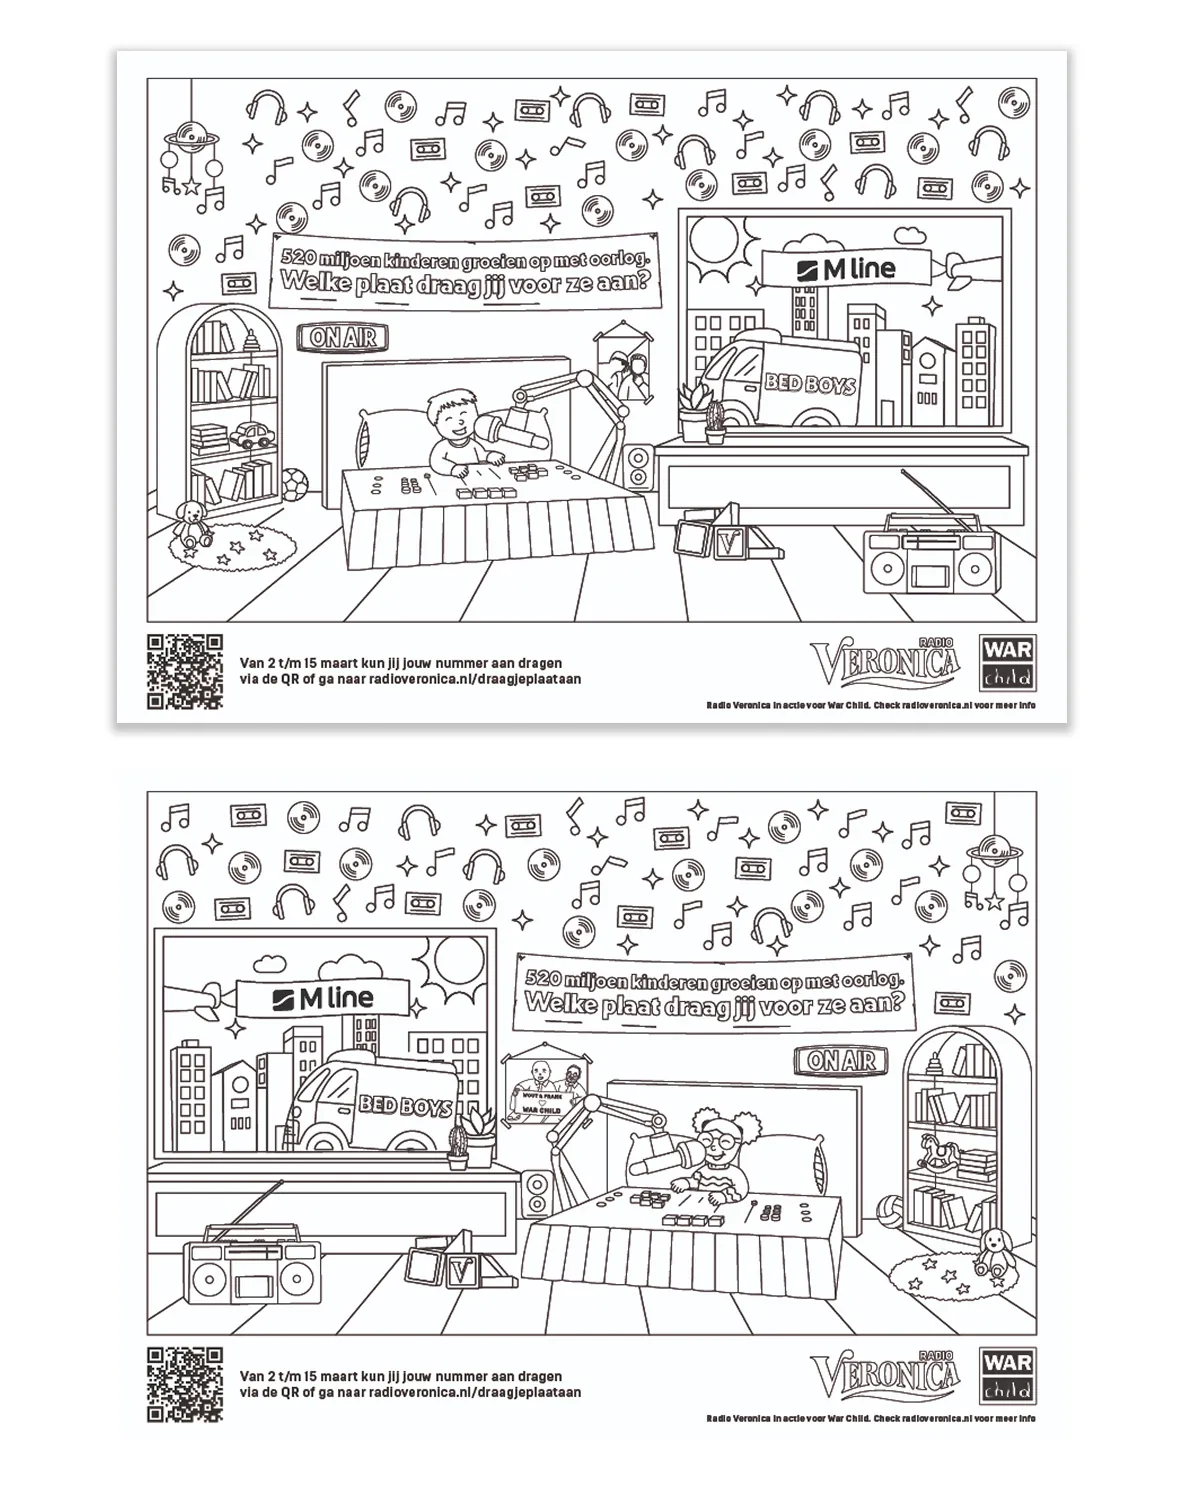 520 miljoen kinderen groeien op met oorlog.
Welke plaat draag jij voor ze aan?
M line
ON AIR
BED BOYS
V
Van 2 t/m 15 maart kun jij jouw nummer aan dragen
via de QR of ga naar radioveronica.nl/draagjeplaataan
RADIO
VERONICA
WAR
child
Radio Veronica in actie voor War Child. Check radioveronica.nl voor meer info
520 miljoen kinderen groeien op met oorlog.
Welke plaat draag jij voor ze aan?
M line
ON AIR
WOUT & FRANK
WAR CHILD
BED BOYS
V
Van 2 t/m 15 maart kun jij jouw nummer aan dragen
via de QR of ga naar radioveronica.nl/draagjeplaataan
RADIO
VERONICA
WAR
child
Radio Veronica in actie voor War Child. Check radioveronica.nl voor meer info